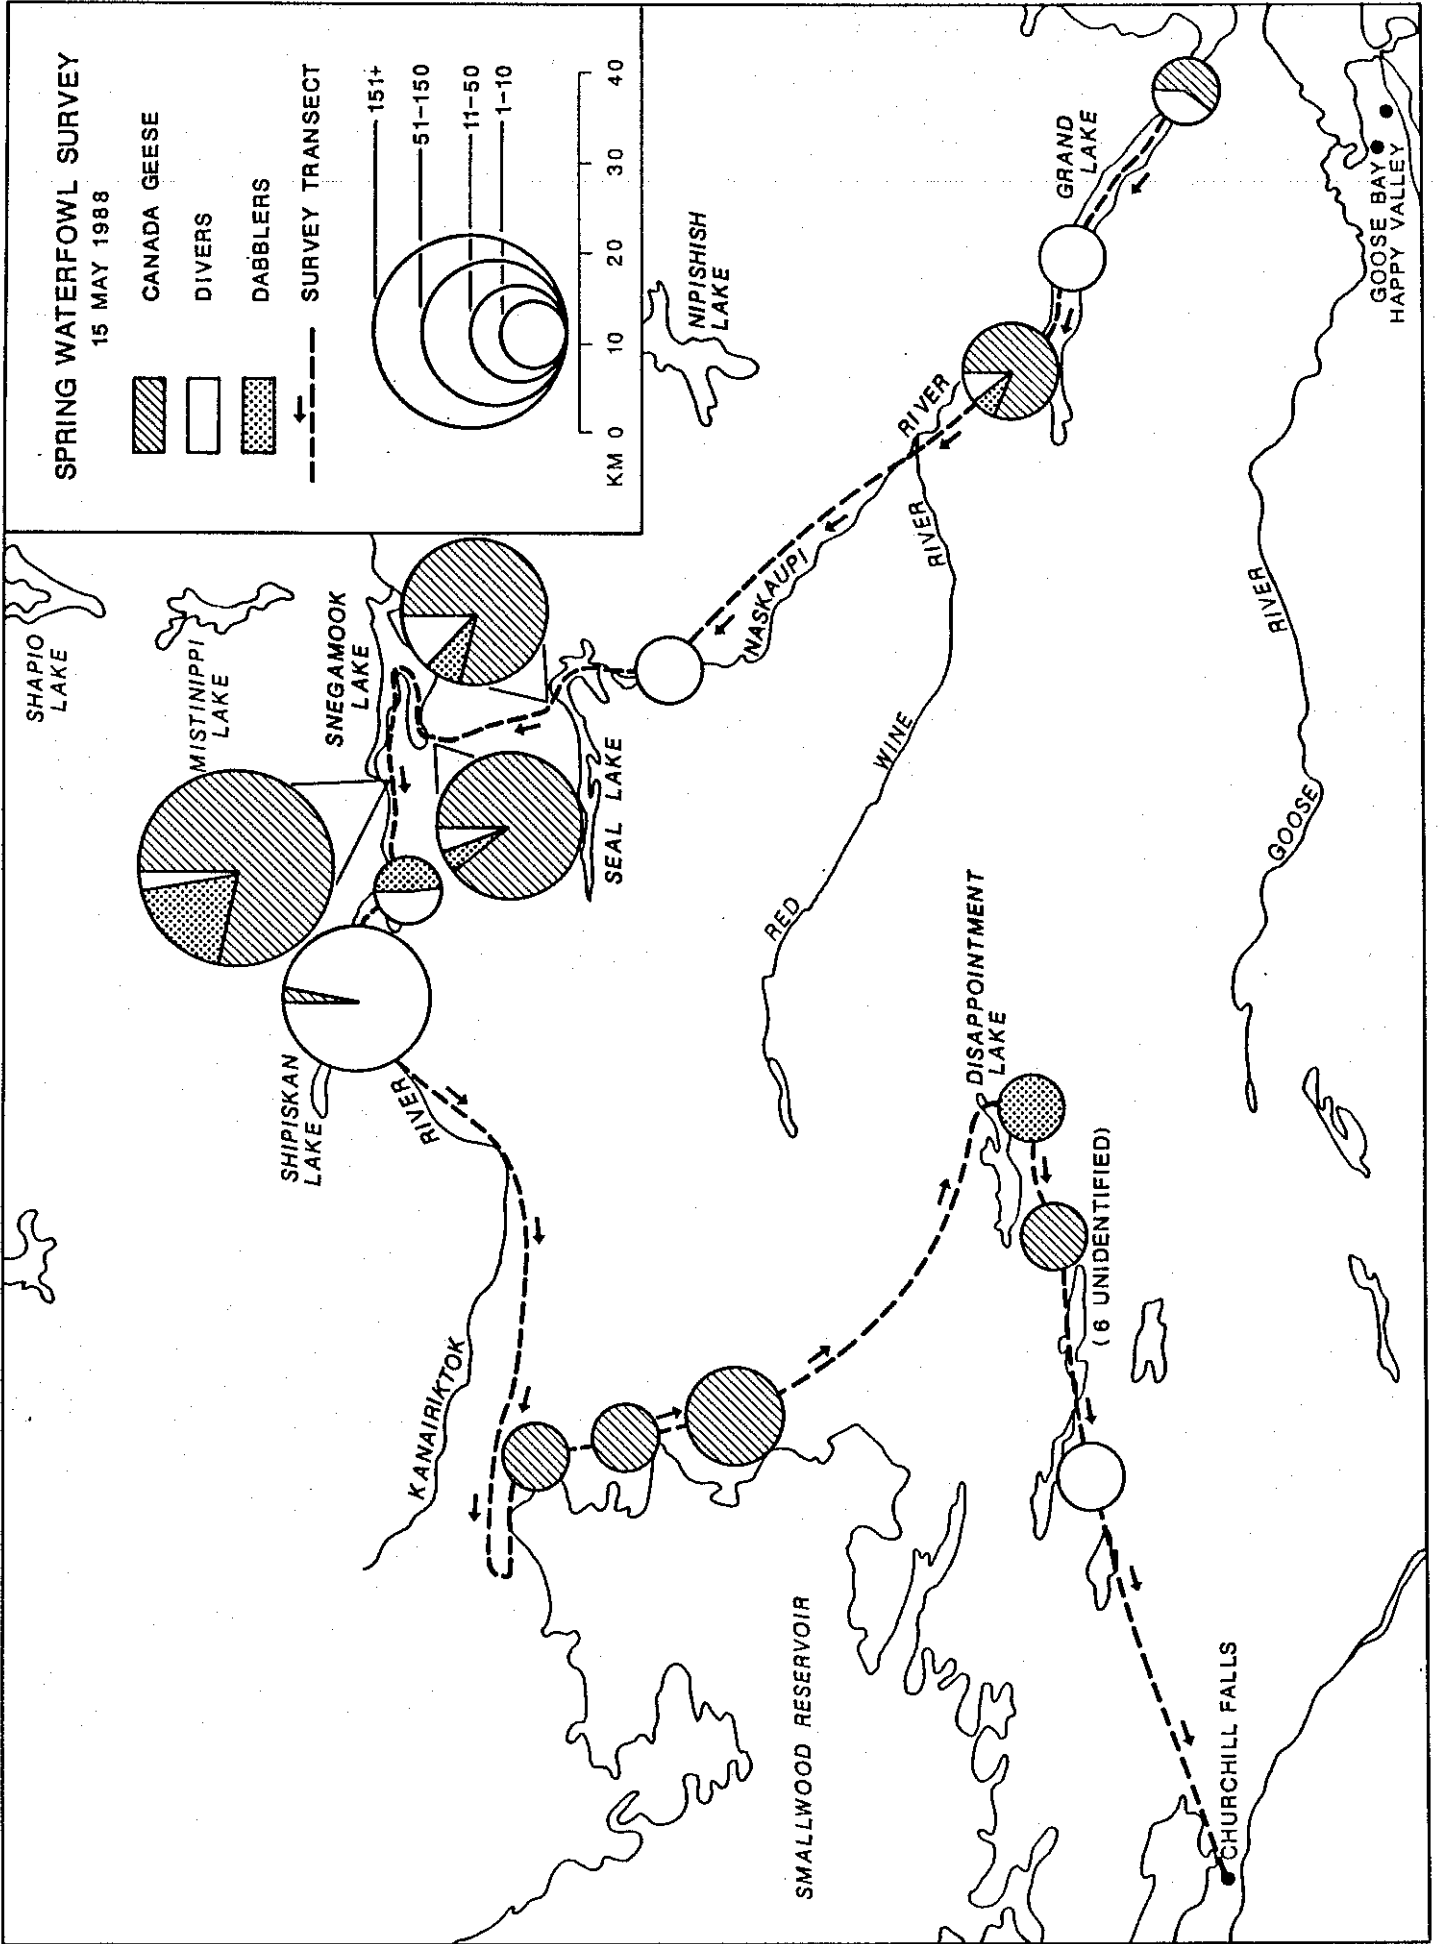 SPRING WATERFOWL SURVEY
15 MAY 1988
CANADA GEESE
DIVERS
DABBLERS
SURVEY TRANSECT
151+
51-150
11-50
1-10
KM 0 10 20 30 40
SHAPIO
LAKE
MISTINIPPI
LAKE
SNEGAMOOK
LAKE
NIPISHISH
LAKE
SHIPISKAN
LAKE
SEAL LAKE
KANAIRIKTOK
RIVER
NASKAUPI
RIVER
GRAND
LAKE
RED
WINE
RIVER
DISAPPOINTMENT
LAKE
(6 UNIDENTIFIED)
GOOSE
RIVER
GOOSE BAY
HAPPY VALLEY
SMALLWOOD RESERVOIR
CHURCHILL FALLS